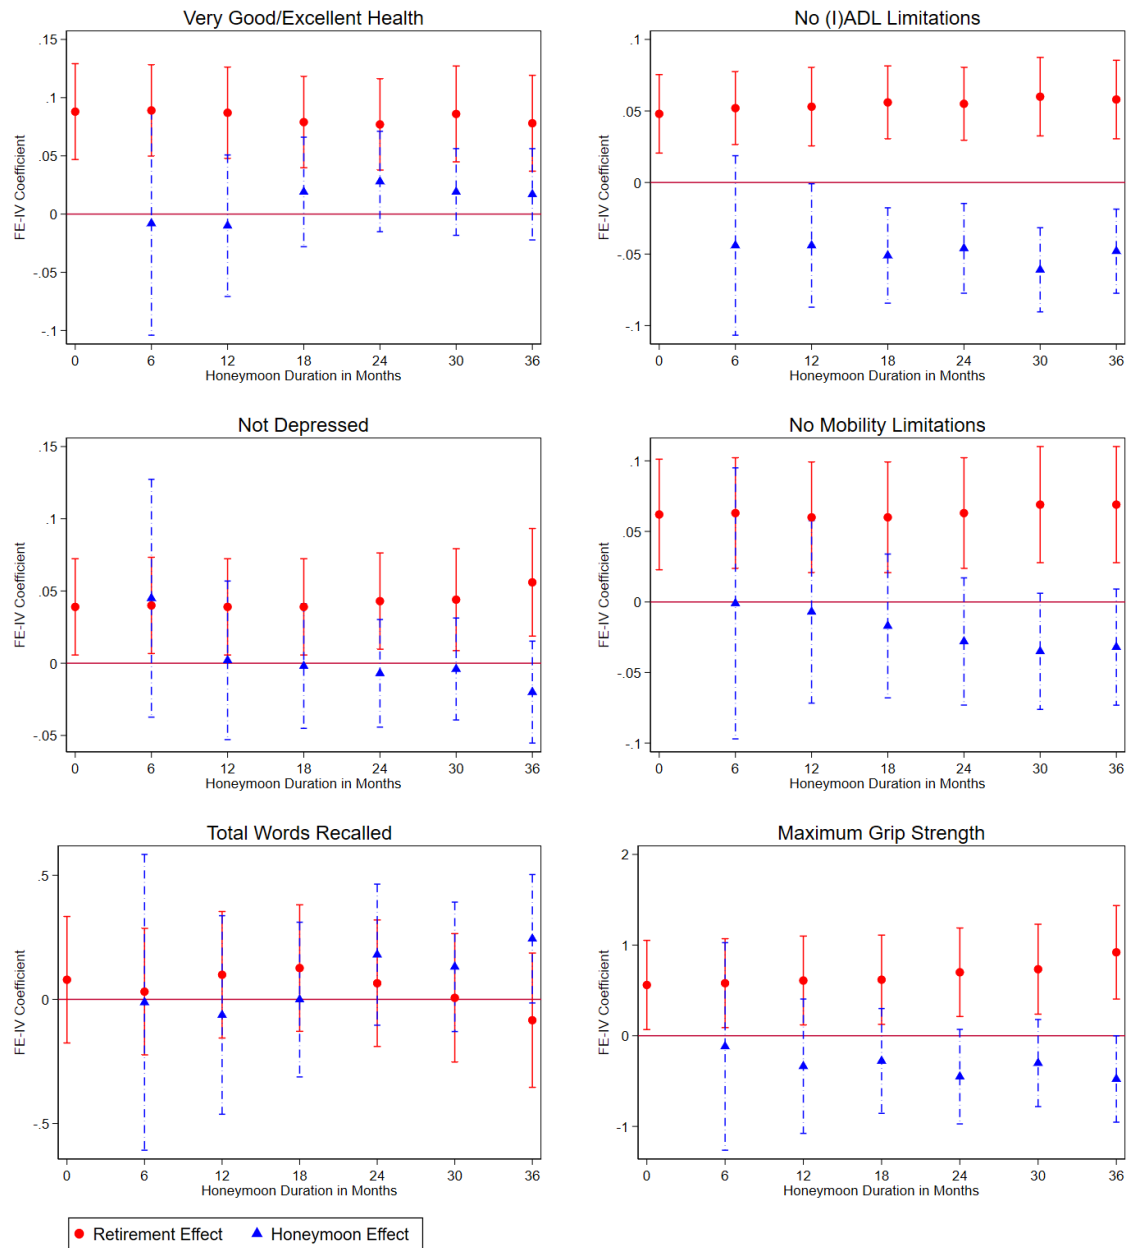 Very Good/Excellent Health
.15
.1
.05
0
-.05
-.1
FE-IV Coefficient
0 6 12 18 24 30 36
Honeymoon Duration in Months
No (I)ADL Limitations
.1
.05
0
-.05
-.1
FE-IV Coefficient
0 6 12 18 24 30 36
Honeymoon Duration in Months
Not Depressed
.15
.1
.05
0
-.05
FE-IV Coefficient
0 6 12 18 24 30 36
Honeymoon Duration in Months
No Mobility Limitations
.1
.05
0
-.05
-.1
FE-IV Coefficient
0 6 12 18 24 30 36
Honeymoon Duration in Months
Total Words Recalled
.5
0
-.5
FE-IV Coefficient
0 6 12 18 24 30 36
Honeymoon Duration in Months
Maximum Grip Strength
2
1
0
-1
FE-IV Coefficient
0 6 12 18 24 30 36
Honeymoon Duration in Months
Retirement Effect Honeymoon Effect